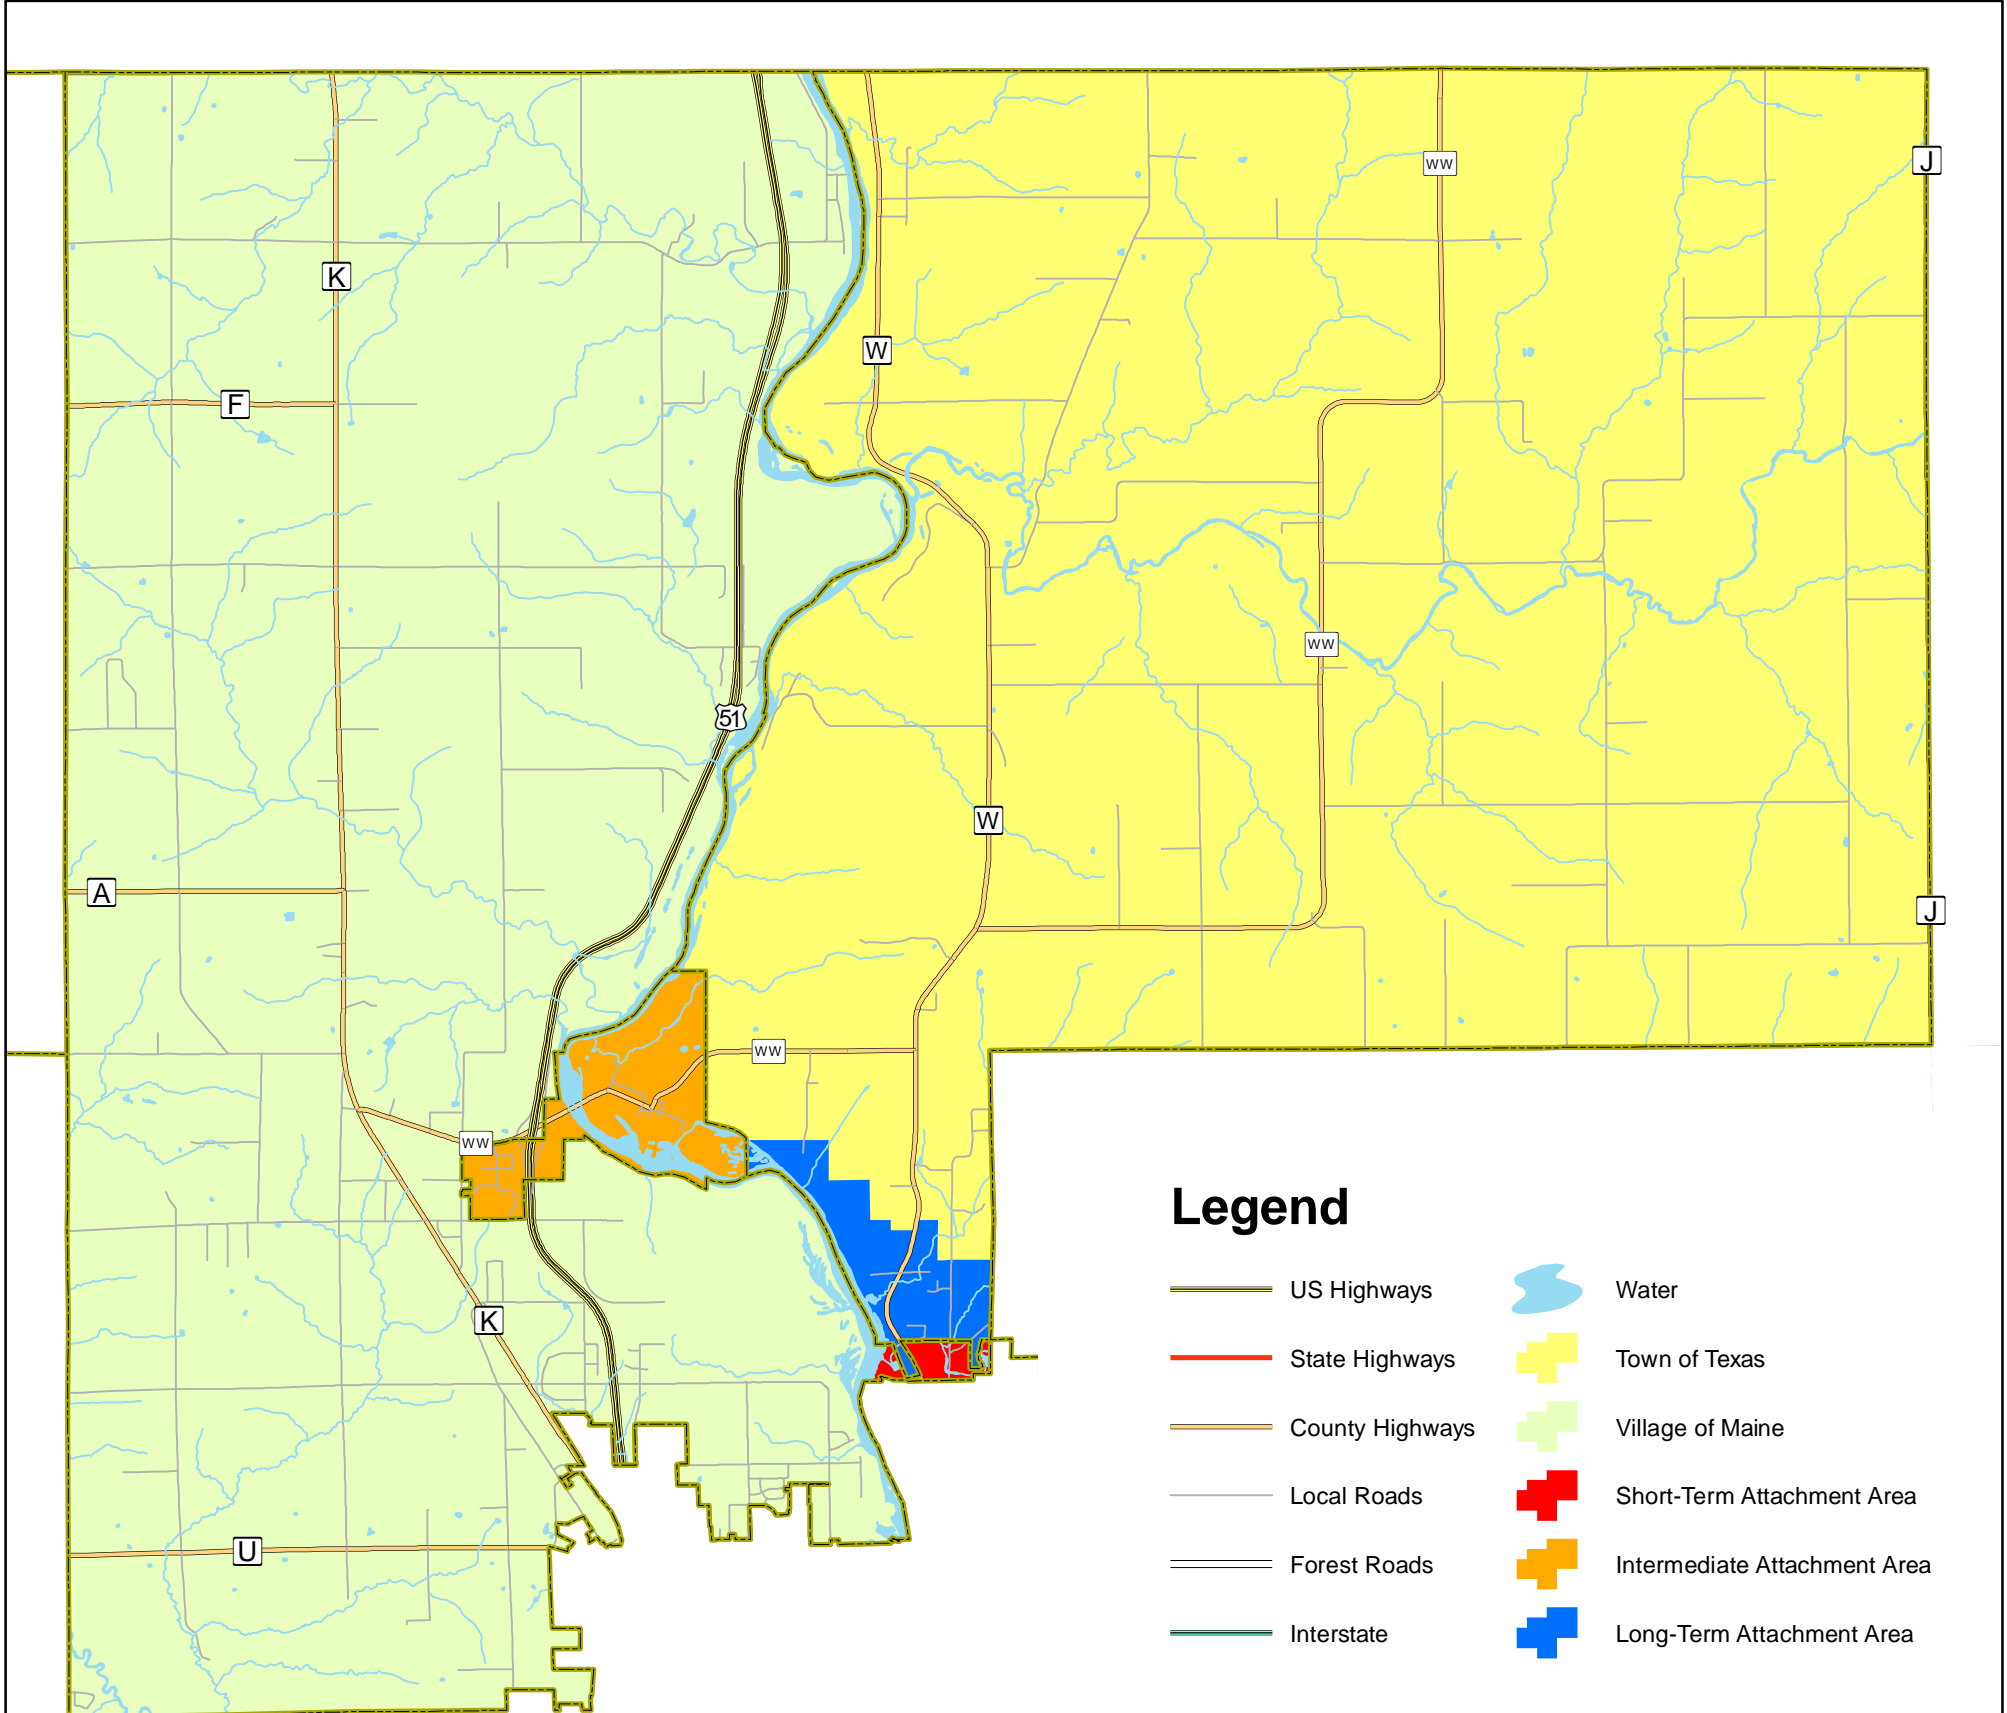 J
WW
K
W
F
WW
51
W
A
J
WW
WW
K
U
Legend
US Highways
State Highways
County Highways
Local Roads
Forest Roads
Interstate
Water
Town of Texas
Village of Maine
Short-Term Attachment Area
Intermediate Attachment Area
Long-Term Attachment Area